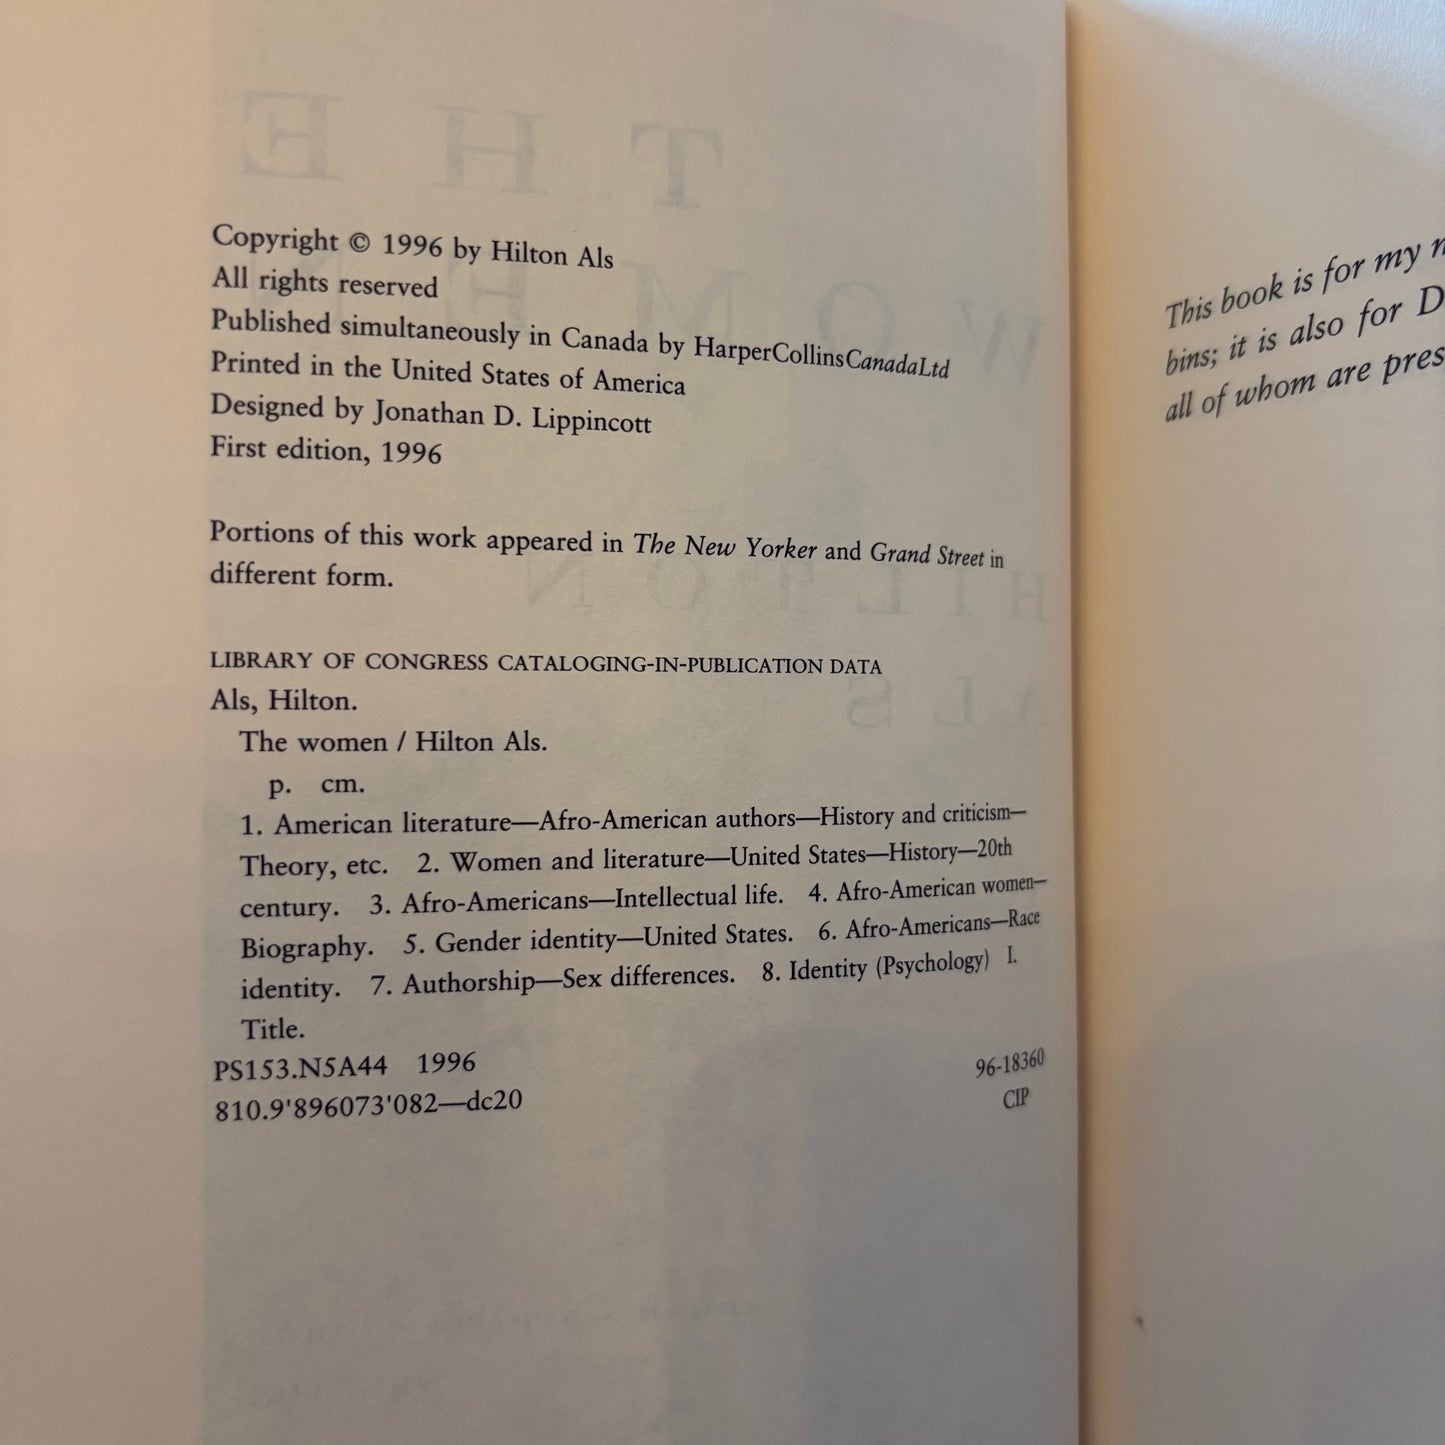 Copyright © 1996 by Hilton Als
All rights reserved
Published simultaneously in Canada by HarperCollinsCanadaLtd
Printed in the United States of America
Designed by Jonathan D. Lippincott
First edition, 1996
Portions of this work appeared in The New Yorker and Grand Street in
different form.
LIBRARY OF CONGRESS CATALOGING-IN-PUBLICATION DATA
Als, Hilton.
The women / Hilton Als.
p. cm.
1. American literature—Afro-American authors—History and criticism—
Theory, etc. 2. Women and literature—United States—History—20th
century. 3. Afro-Americans—Intellectual life. 4. Afro-American women—
Biography. 5. Gender identity—United States. 6. Afro-Americans—Race
identity. 7. Authorship—Sex differences. 8. Identity (Psychology) I.
Title.
PS153.N5A44 1996 96-18360
810.9'896073'082—dc20 CIP
This book is for my
bins; it is also for D
all of whom are pres